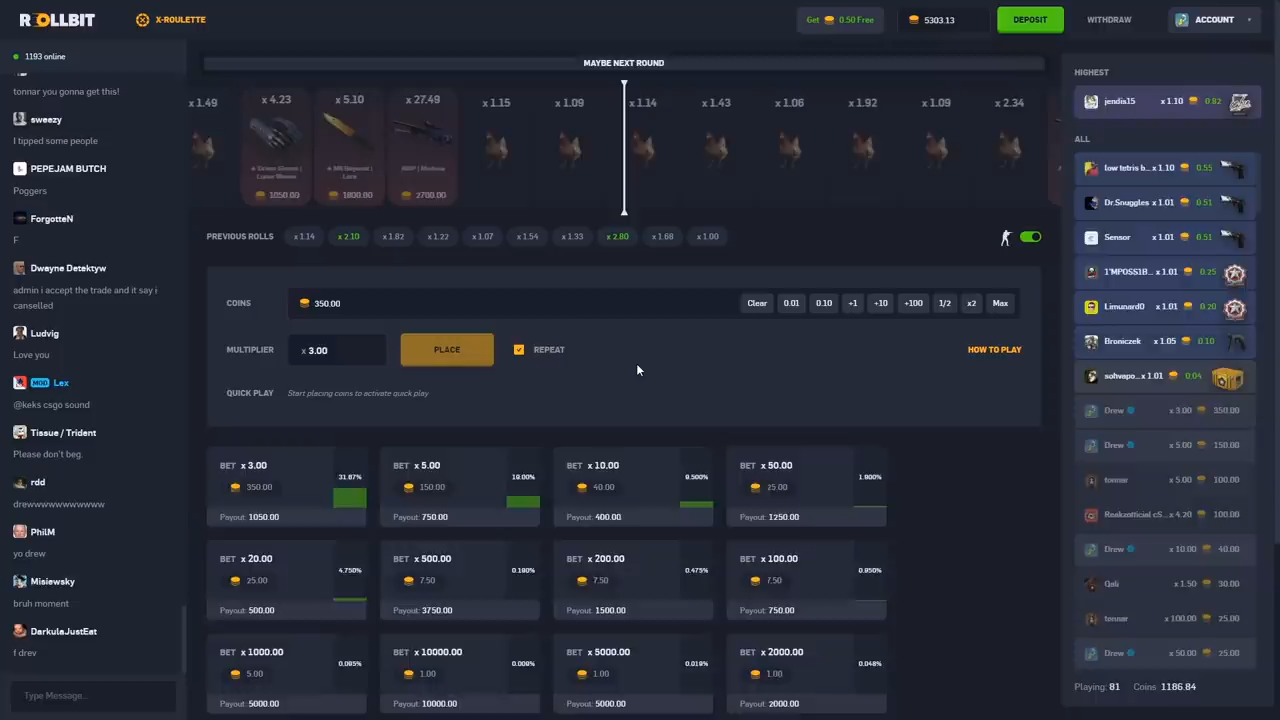 ROLLBIT
X-ROULETTE
Get 0.50 Free
5303.13
DEPOSIT
WITHDRAW
ACCOUNT
1193 online
tonnar you gonna get this!
sweezy
I tipped some people
PEPEJAM BUTCH
Poggers
ForgotteN
F
Dwayne Detektyw
admin i accept the trade and it say i
canselled
Ludvig
Love you
MOD Lex
@keks csgo sound
Tissue / Trident
Please don't beg.
rdd
drewwwwwwwwwww
PhilM
yo drew
Misiewsky
bruh moment
DarkulaJustEat
f drev
Type Message...
MAYBE NEXT ROUND
x 1.49
x 4.23
x 5.10
x 27.49
x 1.15
x 1.09
x 1.14
x 1.43
x 1.06
x 1.92
x 1.09
x 2.34
1050.00
1800.00
2700.00
PREVIOUS ROLLS
x 1.14
x 2.10
x 1.82
x 1.22
x 1.07
x 1.54
x 1.33
x 2.80
x 1.68
x 1.00
COINS
350.00
Clear
0.01
0.10
+1
+10
+100
1/2
x2
Max
MULTIPLIER
x 3.00
PLACE
REPEAT
HOW TO PLAY
QUICK PLAY
Start placing coins to activate quick play
BET x 3.00
350.00
31.67%
Payout: 1050.00
BET x 5.00
150.00
19.00%
Payout: 750.00
BET x 10.00
40.00
9.500%
Payout: 400.00
BET x 50.00
25.00
1.900%
Payout: 1250.00
BET x 20.00
25.00
4.750%
Payout: 500.00
BET x 500.00
7.50
0.190%
Payout: 3750.00
BET x 200.00
7.50
0.475%
Payout: 1500.00
BET x 100.00
7.50
0.950%
Payout: 750.00
BET x 1000.00
5.00
0.095%
Payout: 5000.00
BET x 10000.00
1.00
0.009%
Payout: 10000.00
BET x 5000.00
1.00
0.019%
Payout: 5000.00
BET x 2000.00
1.00
0.048%
Payout: 2000.00
HIGHEST
jendis15 x 1.10 0.82
ALL
low tetris b... x 1.10 0.55
Dr.Snuggles x 1.01 0.51
Sensor x 1.01 0.51
1'MPOSS1B... x 1.01 0.25
Limunard0 x 1.01 0.20
Broniczek x 1.05 0.10
sohvapo... x 1.01 0.04
Drew x 3.00 350.00
Drew x 5.00 150.00
tonnar x 5.00 100.00
x 4.20 100.00
Drew x 10.00 40.00
Qali x 1.50 30.00
tonnar x 100.00 25.00
Drew x 50.00 25.00
Playing: 81 Coins: 1186.84